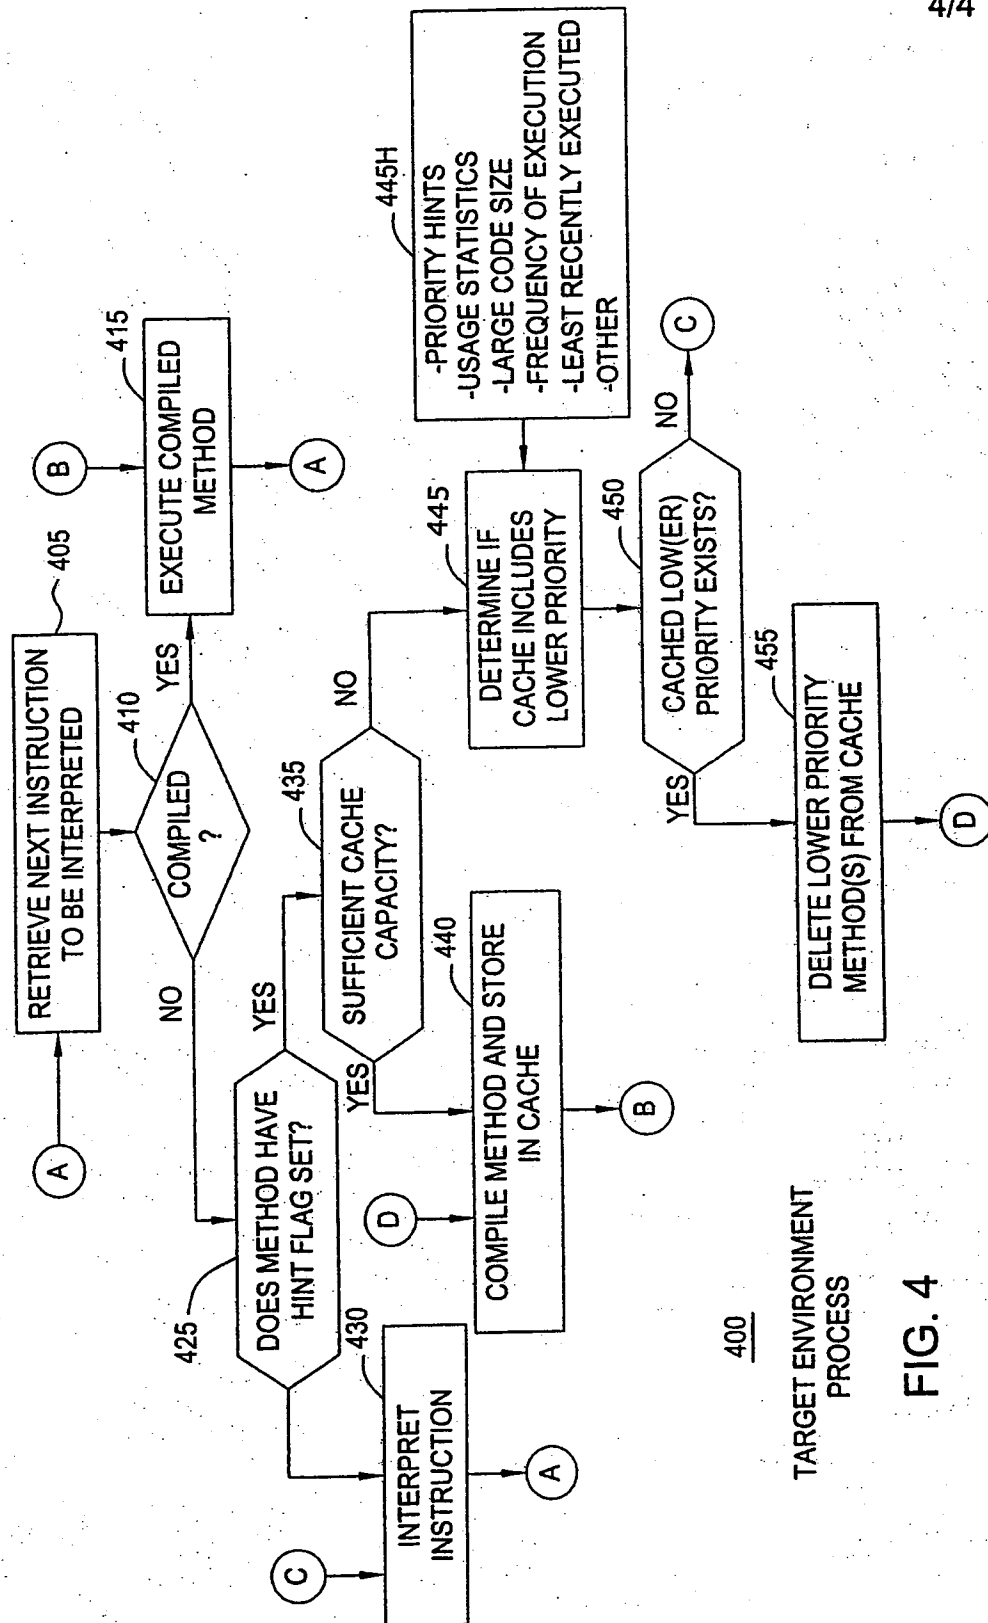 4/4
A
RETRIEVE NEXT INSTRUCTION
TO BE INTERPRETED
405
COMPILED
?
410
NO
YES
B
415
EXECUTE COMPILED
METHOD
A
425
DOES METHOD HAVE
HINT FLAG SET?
YES
C
430
INTERPRET
INSTRUCTION
A
435
SUFFICIENT CACHE
CAPACITY?
YES
NO
D
440
COMPILE METHOD AND STORE
IN CACHE
B
445
DETERMINE IF
CACHE INCLUDES
LOWER PRIORITY
445H
-PRIORITY HINTS
-USAGE STATISTICS
-LARGE CODE SIZE
-FREQUENCY OF EXECUTION
-LEAST RECENTLY EXECUTED
-OTHER
450
CACHED LOW(ER)
PRIORITY EXISTS?
NO
C
YES
455
DELETE LOWER PRIORITY
METHOD(S) FROM CACHE
D
400
TARGET ENVIRONMENT
PROCESS
FIG. 4